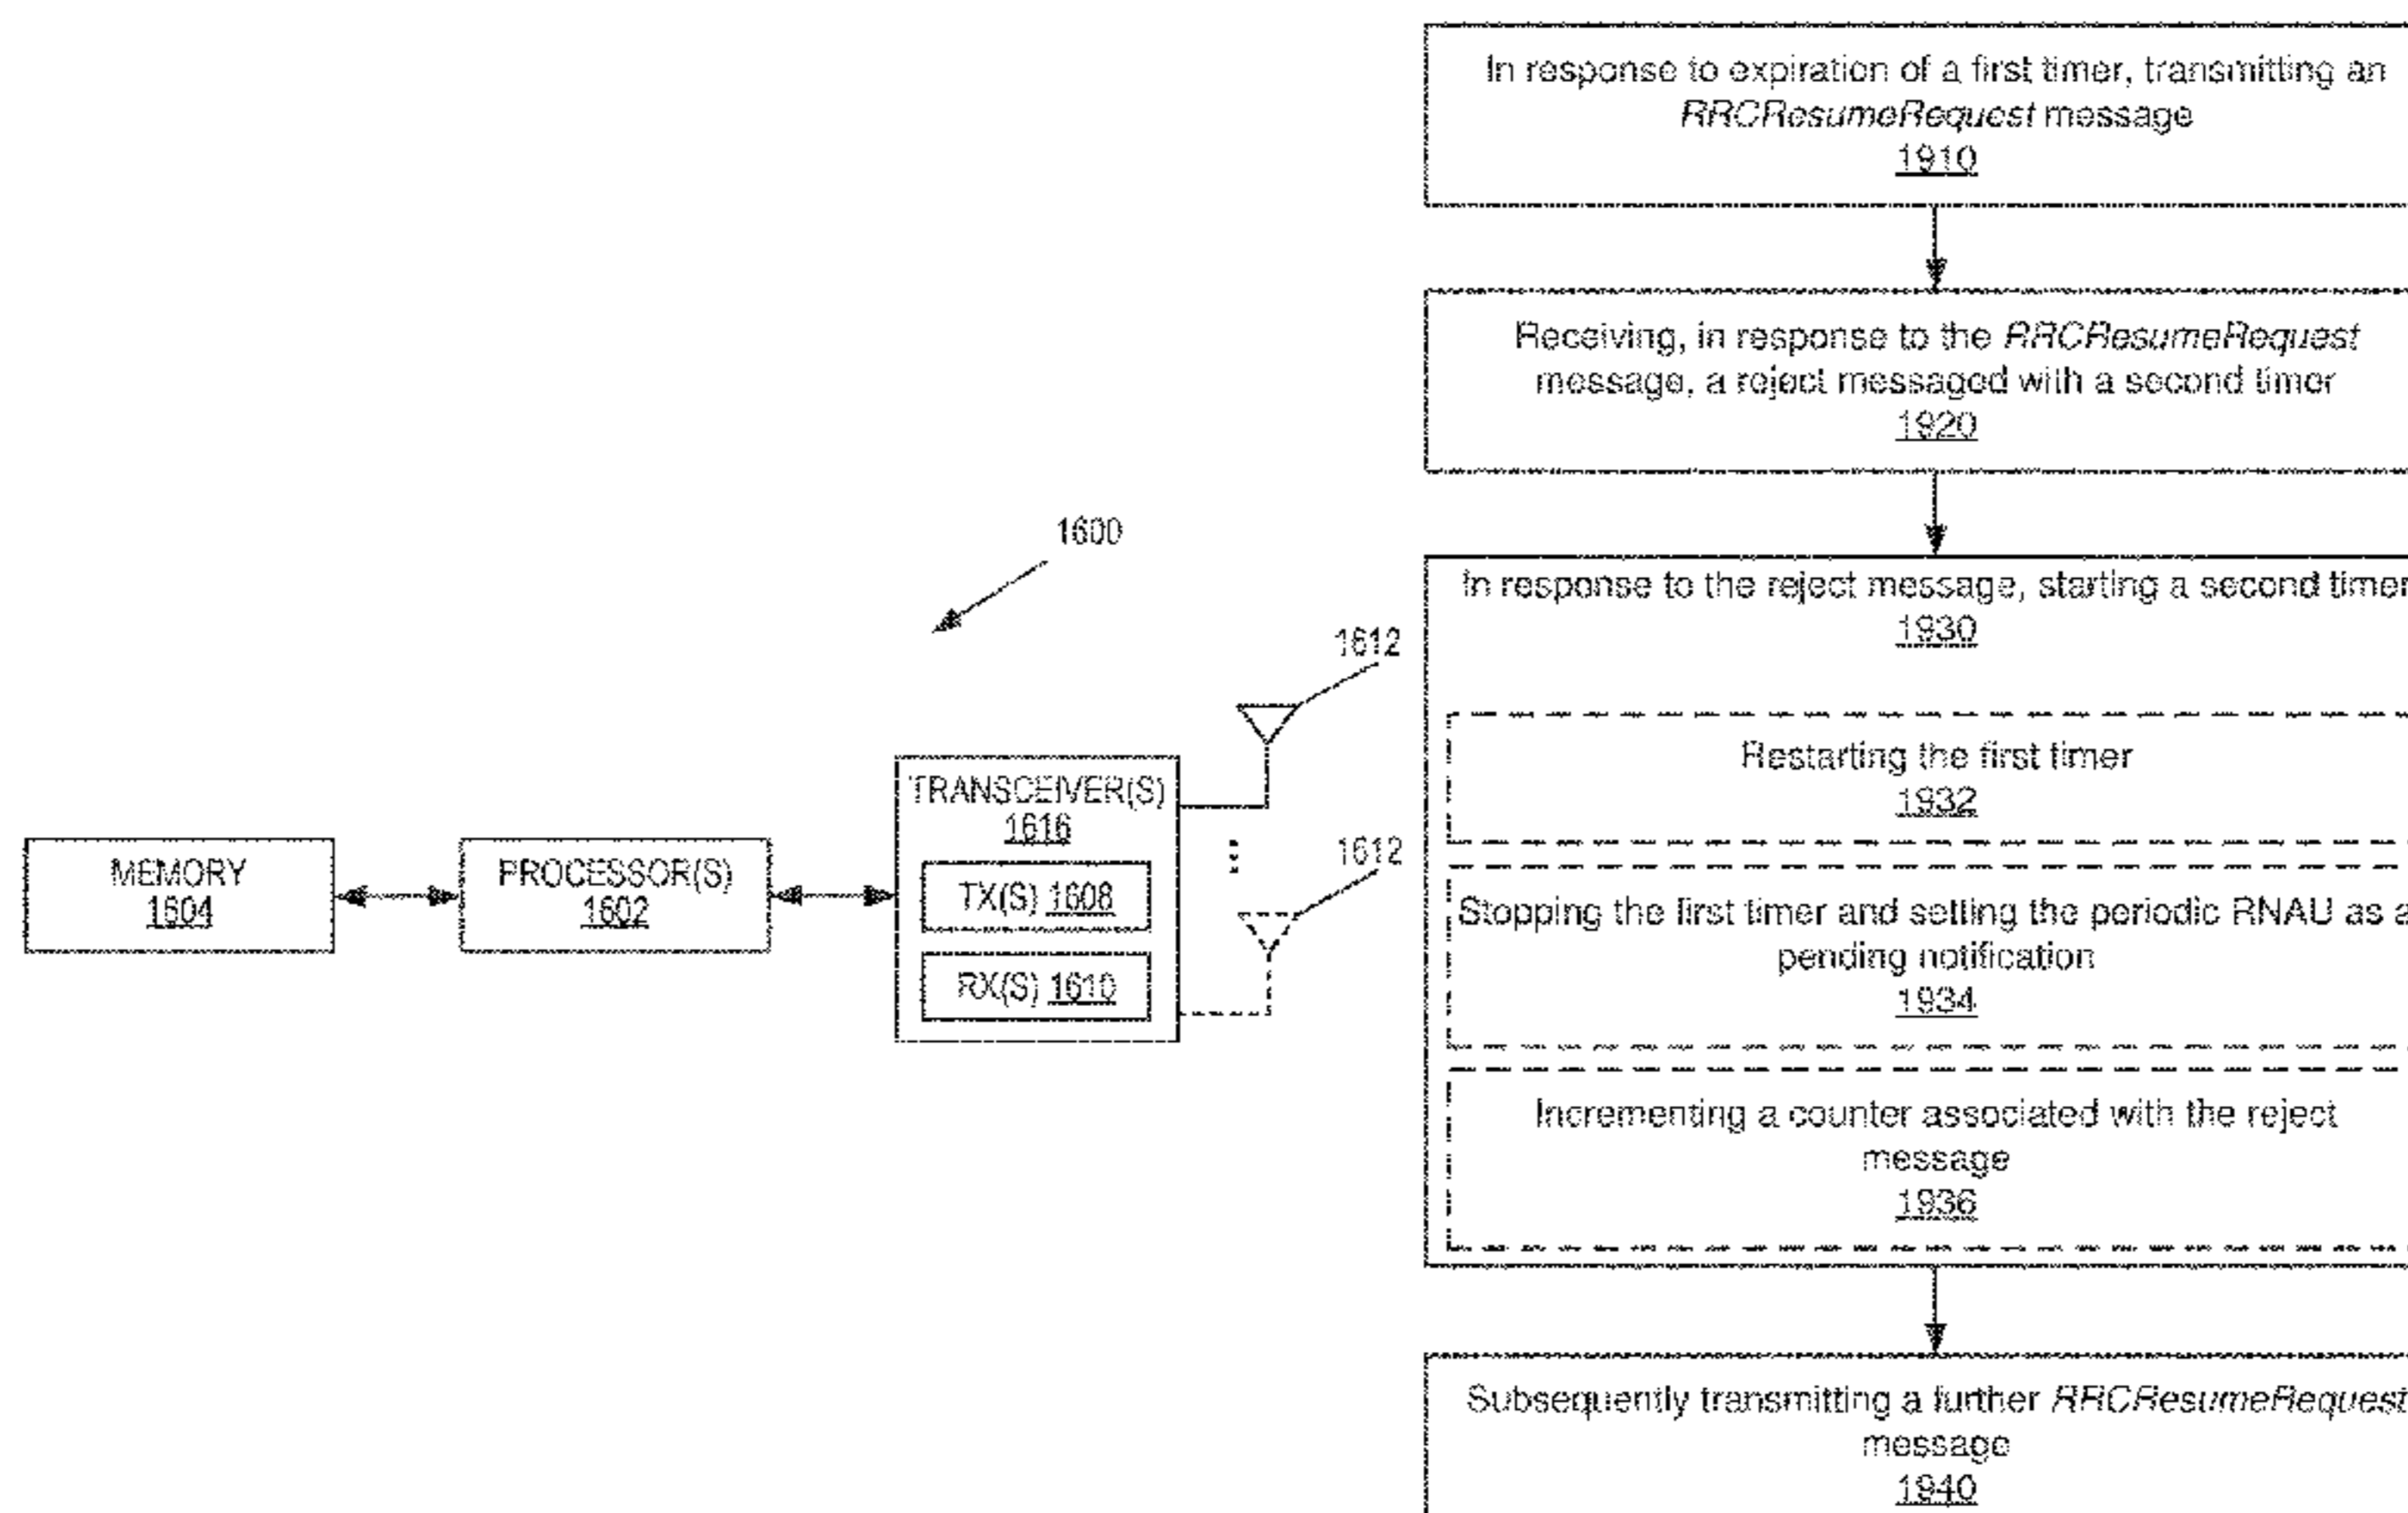 1600
1612
1612
MEMORY
1604
PROCESSOR(S)
1602
TRANSCEIVER(S)
1616
TX(S) 1608
RX(S) 1610
In response to expiration of a first timer, transmitting an
RRCResumeRequest message
1910
Receiving, in response to the RRCResumeRequest
message, a reject messaged with a second timer
1920
In response to the reject message, starting a second timer
1930
Restarting the first timer
1932
Stopping the first timer and setting the periodic RNAU as a
pending notification
1934
Incrementing a counter associated with the reject
message
1936
Subsequently transmitting a further RRCResumeRequest
message
1940